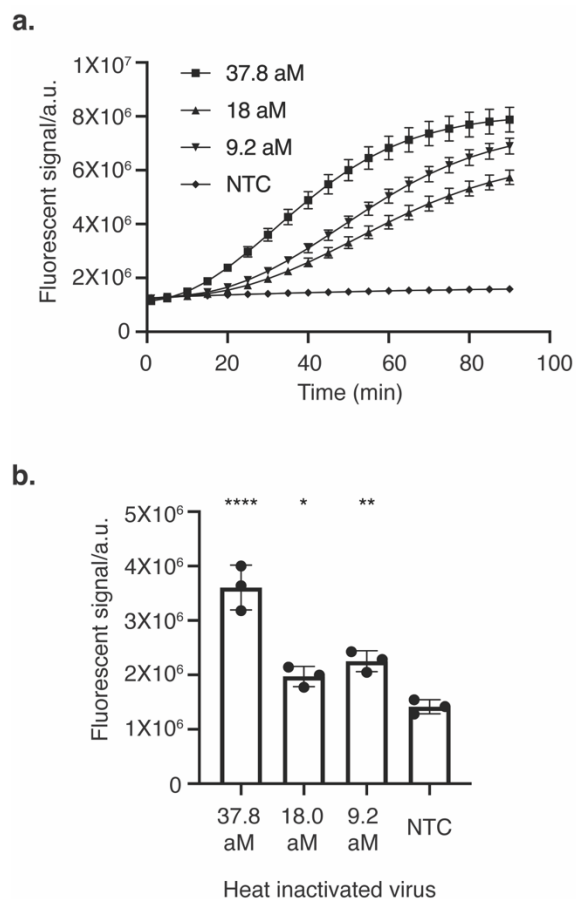 a.
1X10⁷
8X10⁶
6X10⁶
4X10⁶
2X10⁶
0
Fluorescent signal/a.u.
37.8 aM
18 aM
9.2 aM
NTC
0 20 40 60 80 100
Time (min)
b.
**** * **
5X10⁶
4X10⁶
3X10⁶
2X10⁶
1X10⁶
0
Fluorescent signal/a.u.
37.8 18.0 9.2 NTC
aM aM aM
Heat inactivated virus